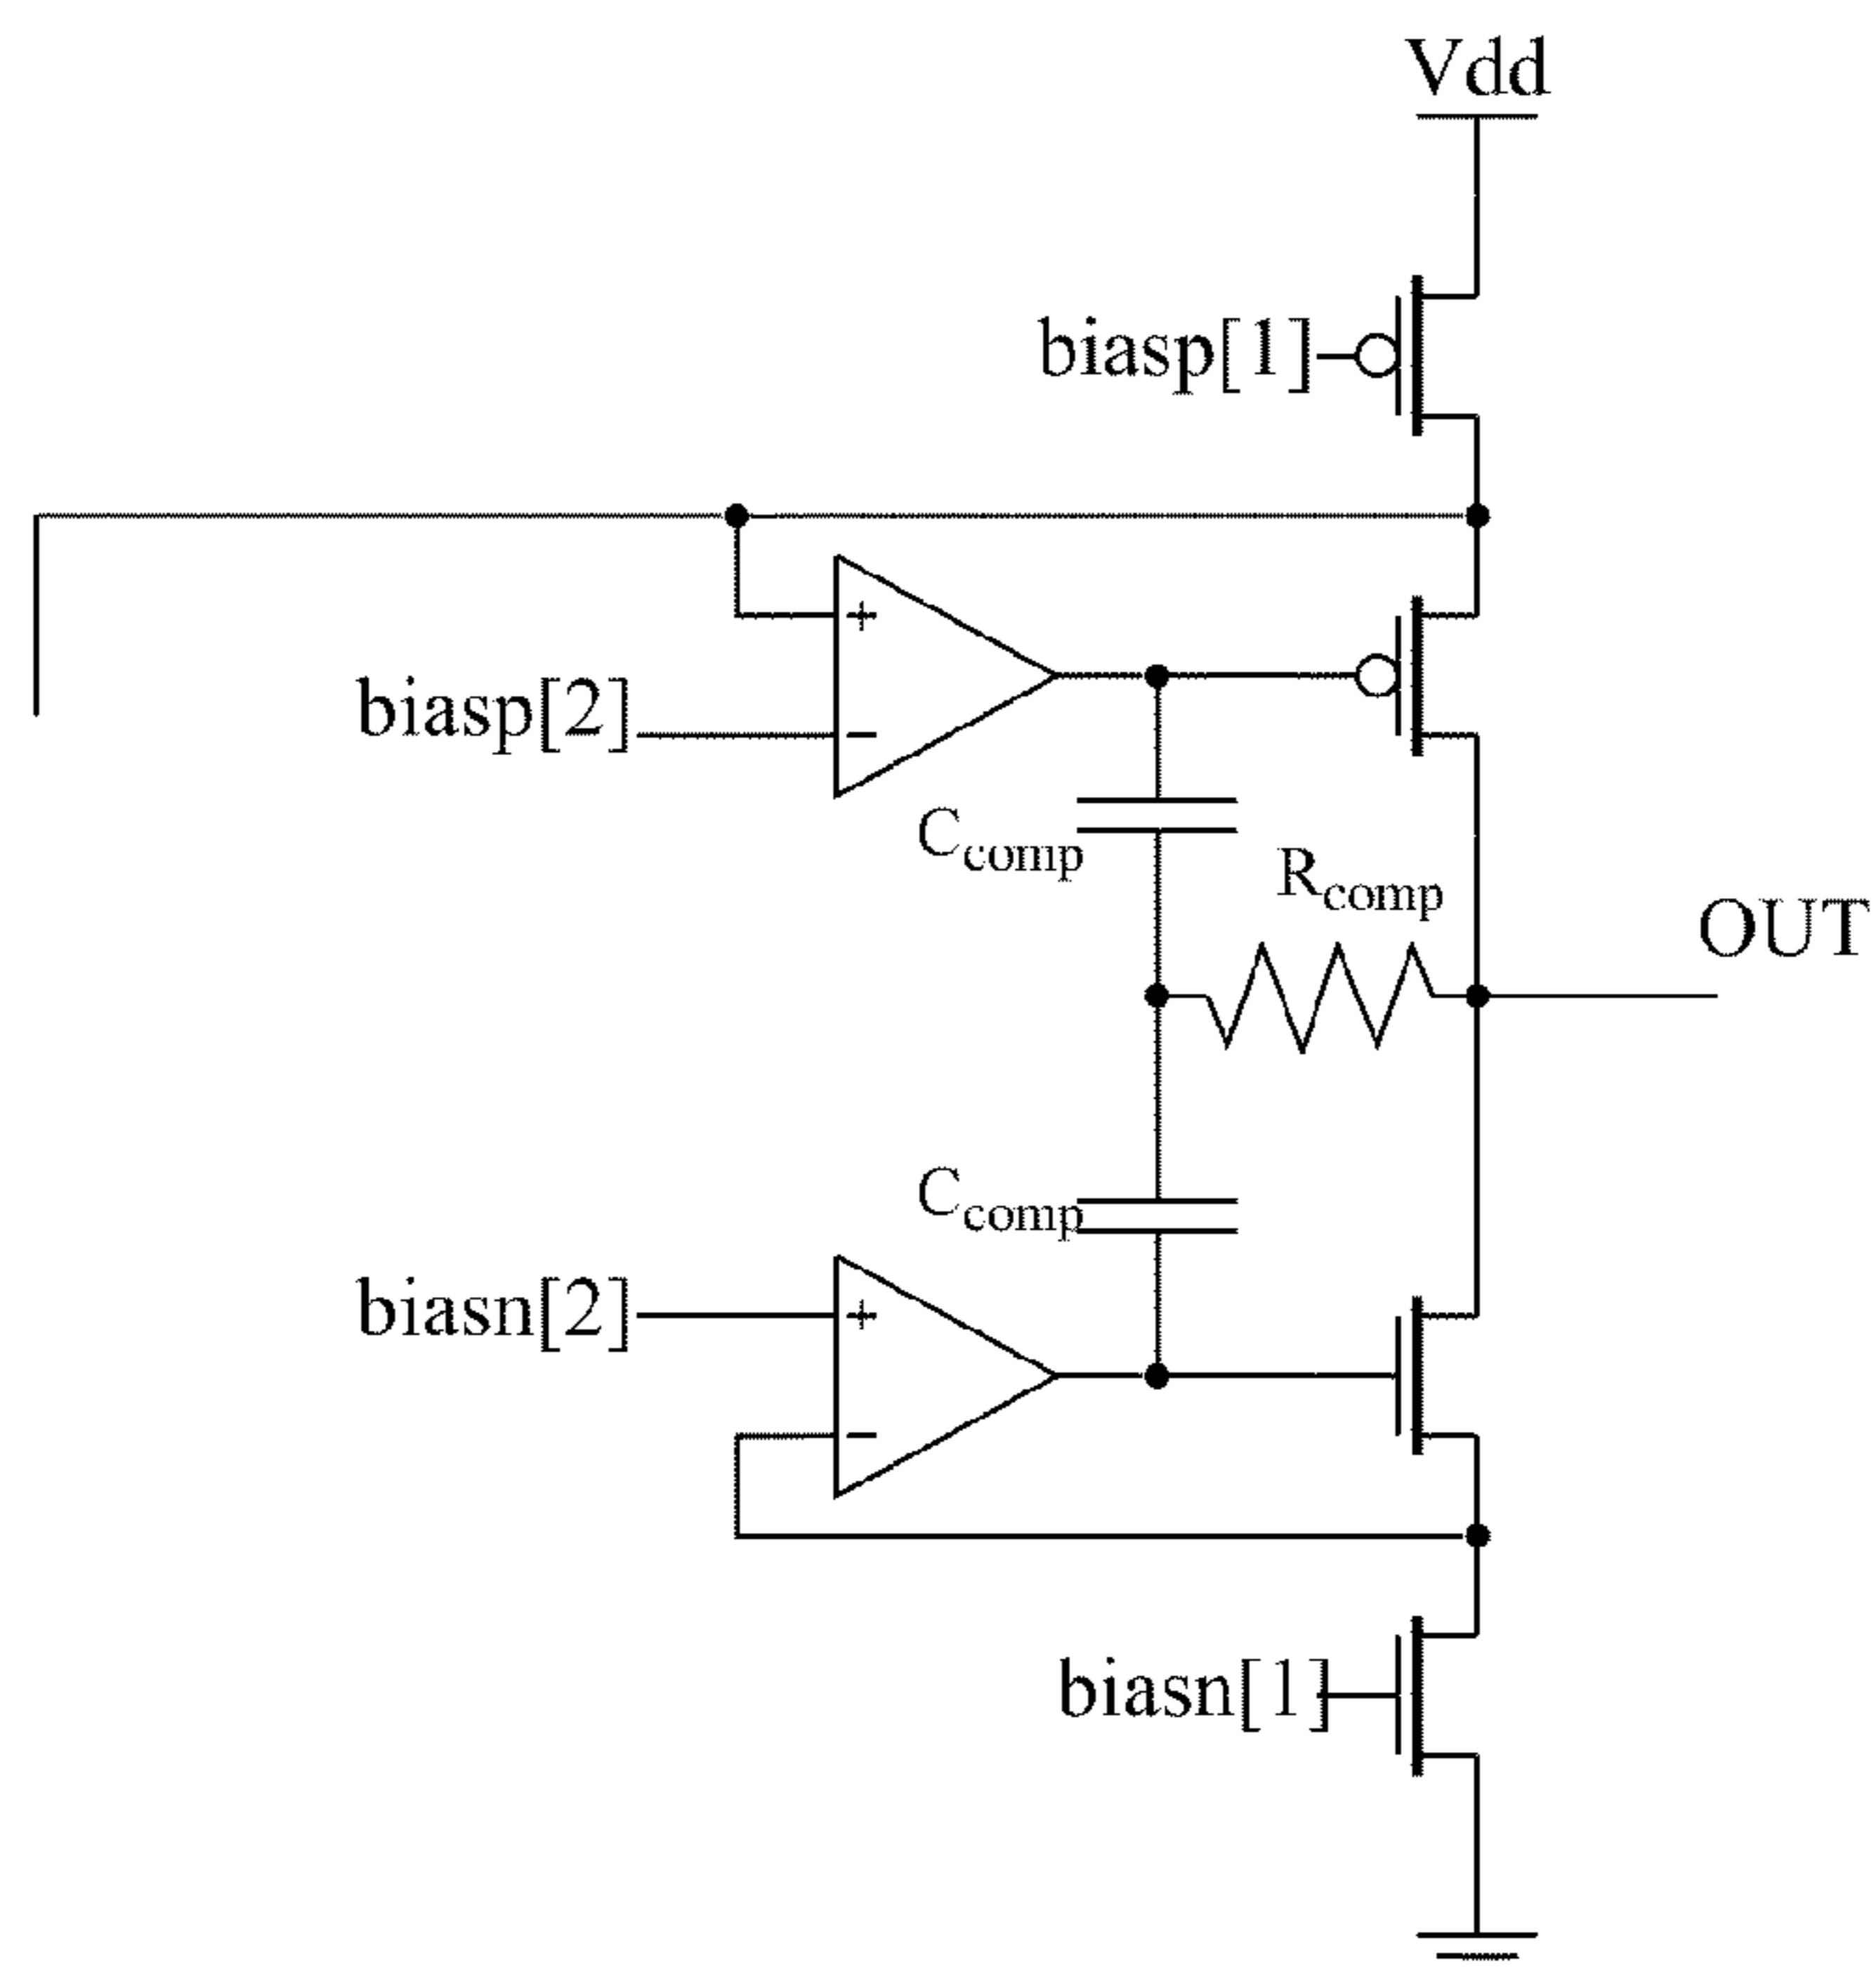 Vdd
biasp[1]
+
biasp[2]
−
C_comp
R_comp
OUT
C_comp
biasn[2]
+
−
biasn[1]